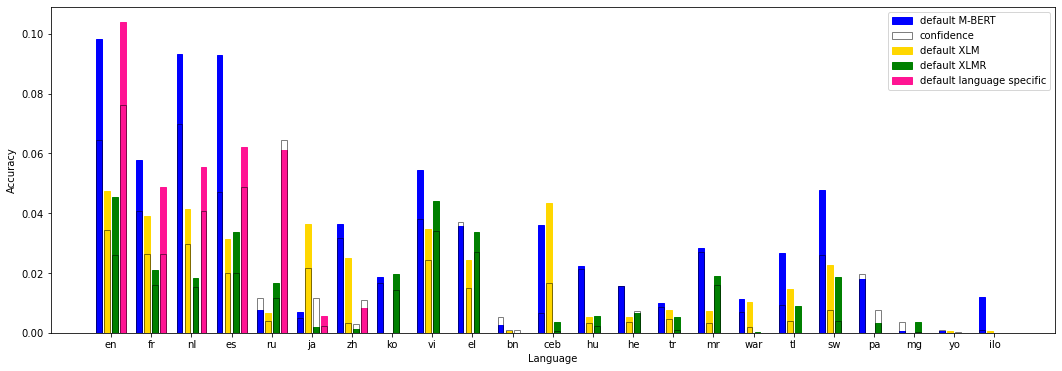 default M-BERT
confidence
default XLM
default XLMR
default language specific
Accuracy
0.10
0.08
0.06
0.04
0.02
0.00
en fr nl es ru ja zh ko vi el bn ceb hu he tr mr war tl sw pa mg yo ilo
Language